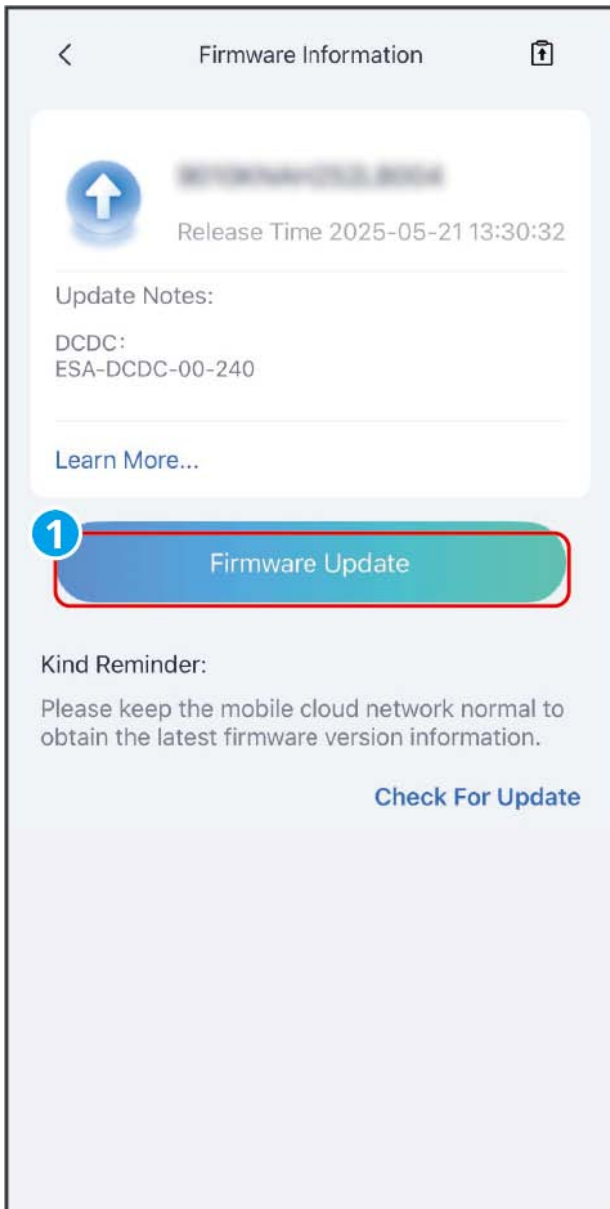 Firmware Information
Release Time 2025-05-21 13:30:32
Update Notes:
DCDC:
ESA-DCDC-00-240
Learn More...
1
Firmware Update
Kind Reminder:
Please keep the mobile cloud network normal to
obtain the latest firmware version information.
Check For Update